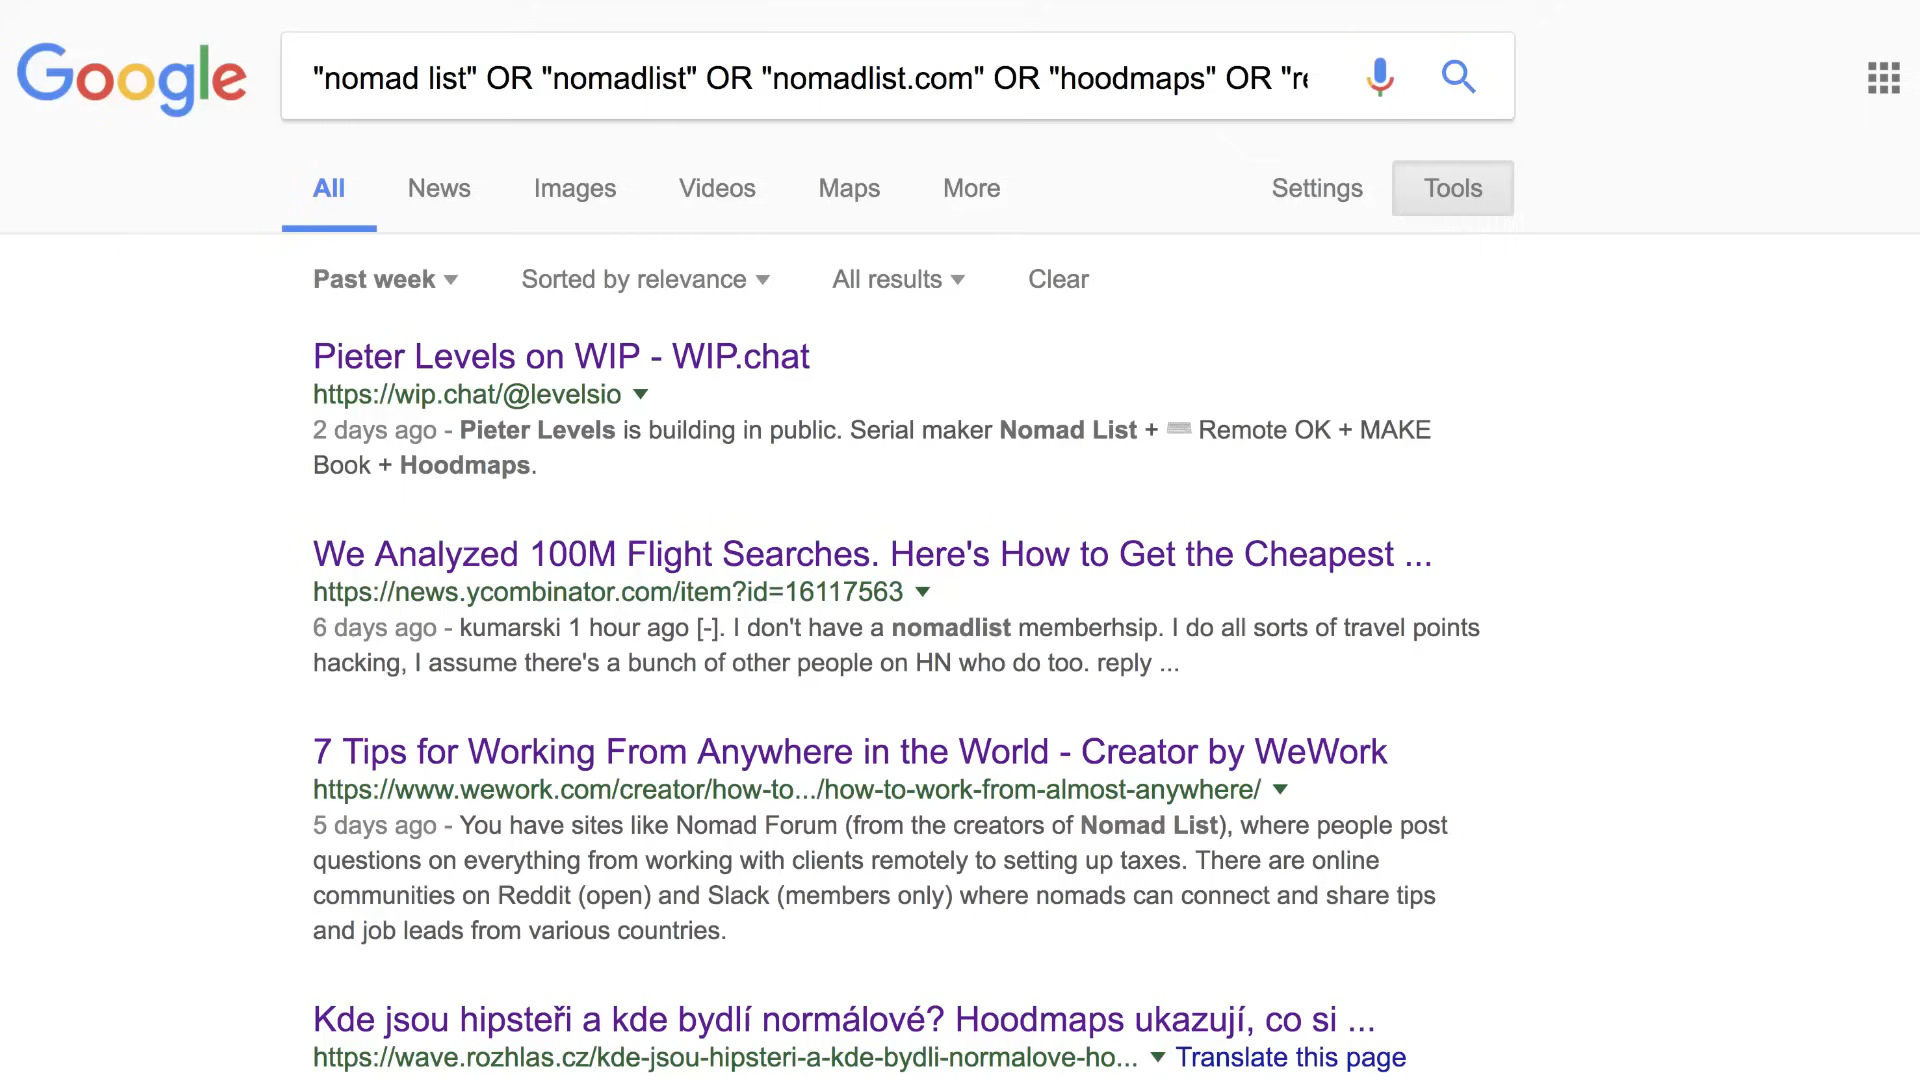 Google
"nomad list" OR "nomadlist" OR "nomadlist.com" OR "hoodmaps" OR "re
All News Images Videos Maps More Settings Tools
Past week Sorted by relevance All results Clear
Pieter Levels on WIP - WIP.chat
https://wip.chat/@levelsio
2 days ago - Pieter Levels is building in public. Serial maker Nomad List + ⌨ Remote OK + MAKE
Book + Hoodmaps.
We Analyzed 100M Flight Searches. Here's How to Get the Cheapest ...
https://news.ycombinator.com/item?id=16117563
6 days ago - kumarski 1 hour ago [-]. I don't have a nomadlist memberhsip. I do all sorts of travel points
hacking, I assume there's a bunch of other people on HN who do too. reply ...
7 Tips for Working From Anywhere in the World - Creator by WeWork
https://www.wework.com/creator/how-to.../how-to-work-from-almost-anywhere/
5 days ago - You have sites like Nomad Forum (from the creators of Nomad List), where people post
questions on everything from working with clients remotely to setting up taxes. There are online
communities on Reddit (open) and Slack (members only) where nomads can connect and share tips
and job leads from various countries.
Kde jsou hipsteři a kde bydlí normálové? Hoodmaps ukazují, co si ...
https://wave.rozhlas.cz/kde-jsou-hipsteri-a-kde-bydli-normalove-ho... Translate this page